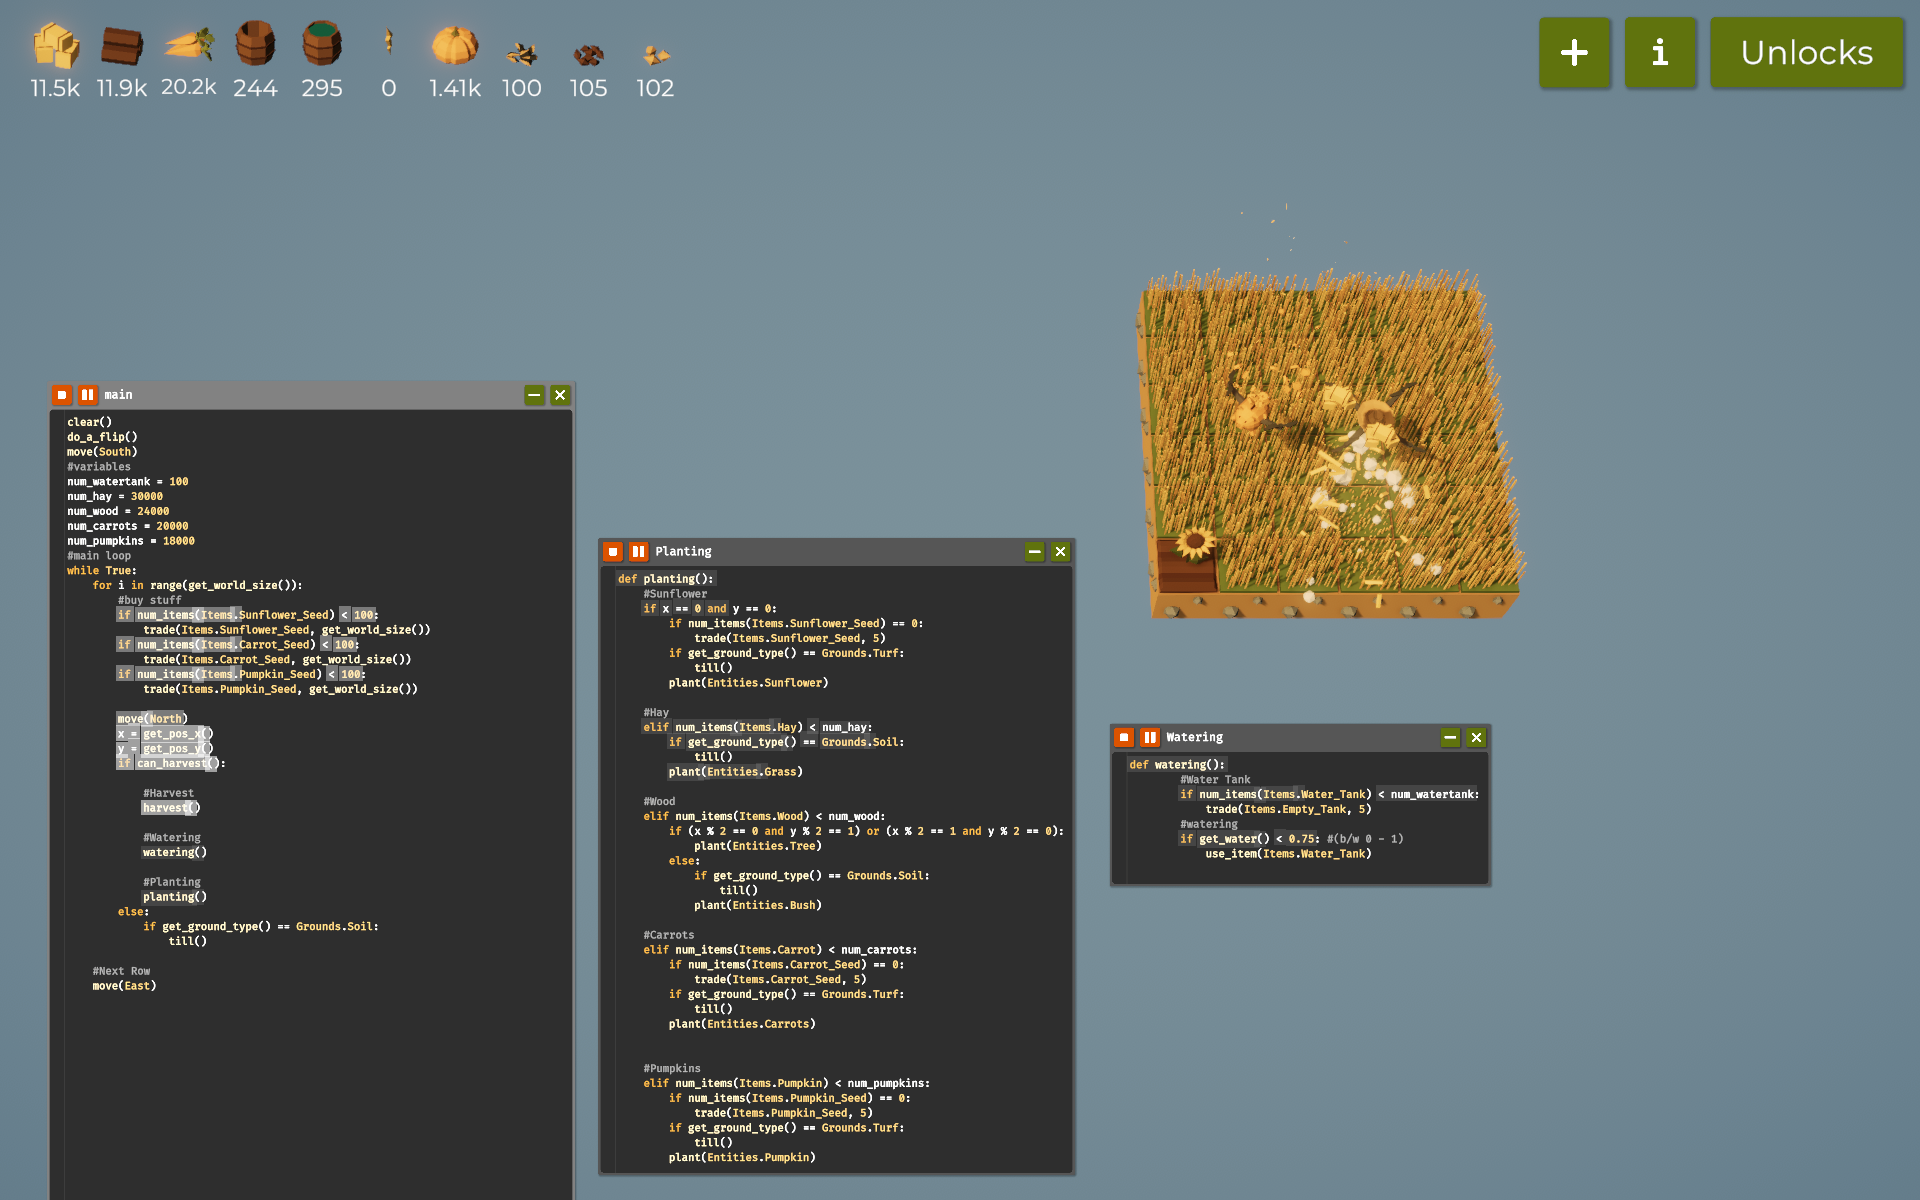 11.5k 11.9k 20.2k 244 295 0 1.41k 100 105 102
+ i Unlocks
main
clear()
do_a_flip()
move(South)
#variables
num_watertank = 100
num_hay = 30000
num_wood = 24000
num_carrots = 20000
num_pumpkins = 18000
#main loop
while True:
for i in range(get_world_size()):
#buy stuff
if num_items(Items.Sunflower_Seed) < 100:
trade(Items.Sunflower_Seed, get_world_size())
if num_items(Items.Carrot_Seed) < 100:
trade(Items.Carrot_Seed, get_world_size())
if num_items(Items.Pumpkin_Seed) < 100:
trade(Items.Pumpkin_Seed, get_world_size())
move(North)
x = get_pos_x()
y = get_pos_y()
if can_harvest():
#Harvest
harvest()
#Watering
watering()
#Planting
planting()
else:
if get_ground_type() == Grounds.Soil:
till()
#Next Row
move(East)
Planting
def planting():
#Sunflower
if x == 0 and y == 0:
if num_items(Items.Sunflower_Seed) == 0:
trade(Items.Sunflower_Seed, 5)
if get_ground_type() == Grounds.Turf:
till()
plant(Entities.Sunflower)
#Hay
elif num_items(Items.Hay) < num_hay:
if get_ground_type() == Grounds.Soil:
till()
plant(Entities.Grass)
#Wood
elif num_items(Items.Wood) < num_wood:
if (x % 2 == 0 and y % 2 == 1) or (x % 2 == 1 and y % 2 == 0):
plant(Entities.Tree)
else:
if get_ground_type() == Grounds.Soil:
till()
plant(Entities.Bush)
#Carrots
elif num_items(Items.Carrot) < num_carrots:
if num_items(Items.Carrot_Seed) == 0:
trade(Items.Carrot_Seed, 5)
if get_ground_type() == Grounds.Turf:
till()
plant(Entities.Carrots)
#Pumpkins
elif num_items(Items.Pumpkin) < num_pumpkins:
if num_items(Items.Pumpkin_Seed) == 0:
trade(Items.Pumpkin_Seed, 5)
if get_ground_type() == Grounds.Turf:
till()
plant(Entities.Pumpkin)
Watering
def watering():
#Water Tank
if num_items(Items.Water_Tank) < num_watertank:
trade(Items.Empty_Tank, 5)
#watering
if get_water() < 0.75: #(b/w 0 - 1)
use_item(Items.Water_Tank)